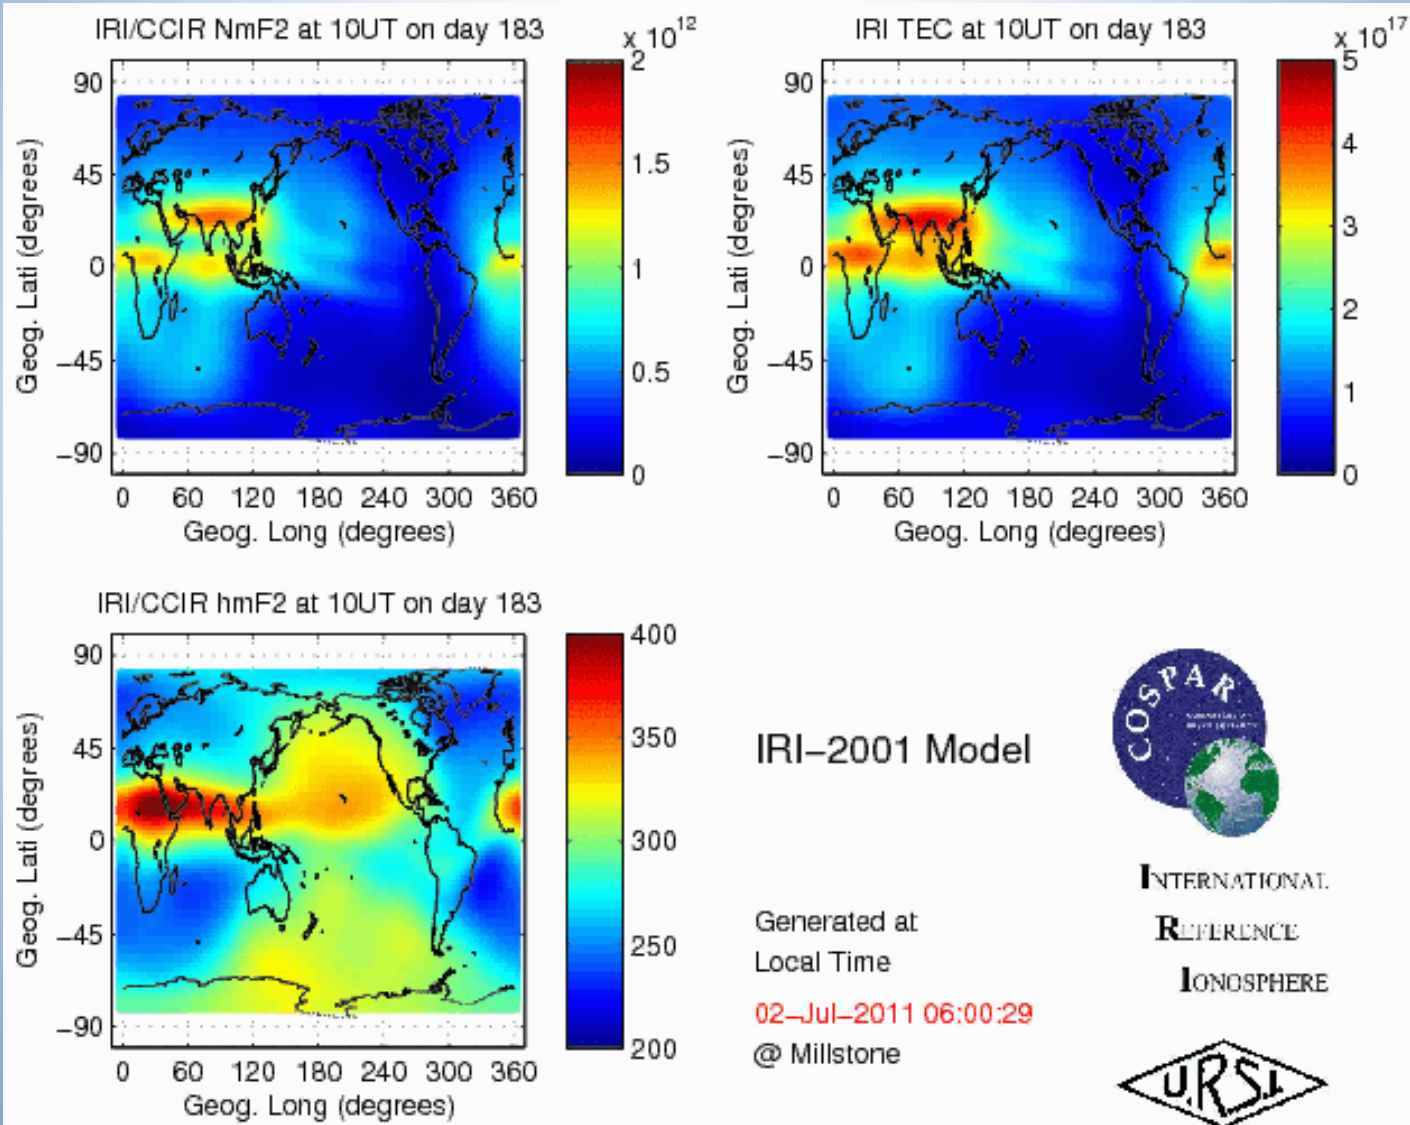 IRI/CCIR NmF2 at 10UT on day 183
x 10^12
90
45
0
−45
−90
Geog. Lati (degrees)
0 60 120 180 240 300 360
Geog. Long (degrees)
2
1.5
1
0.5
0
IRI TEC at 10UT on day 183
x 10^17
90
45
0
−45
−90
Geog. Lati (degrees)
0 60 120 180 240 300 360
Geog. Long (degrees)
5
4
3
2
1
0
IRI/CCIR hmF2 at 10UT on day 183
90
45
0
−45
−90
Geog. Lati (degrees)
0 60 120 180 240 300 360
Geog. Long (degrees)
400
350
300
250
200
IRI−2001 Model
Generated at
Local Time
02−Jul−2011 06:00:29
@ Millstone
COSPAR
INTERNATIONAL
REFERENCE
IONOSPHERE
U.R.S.I.